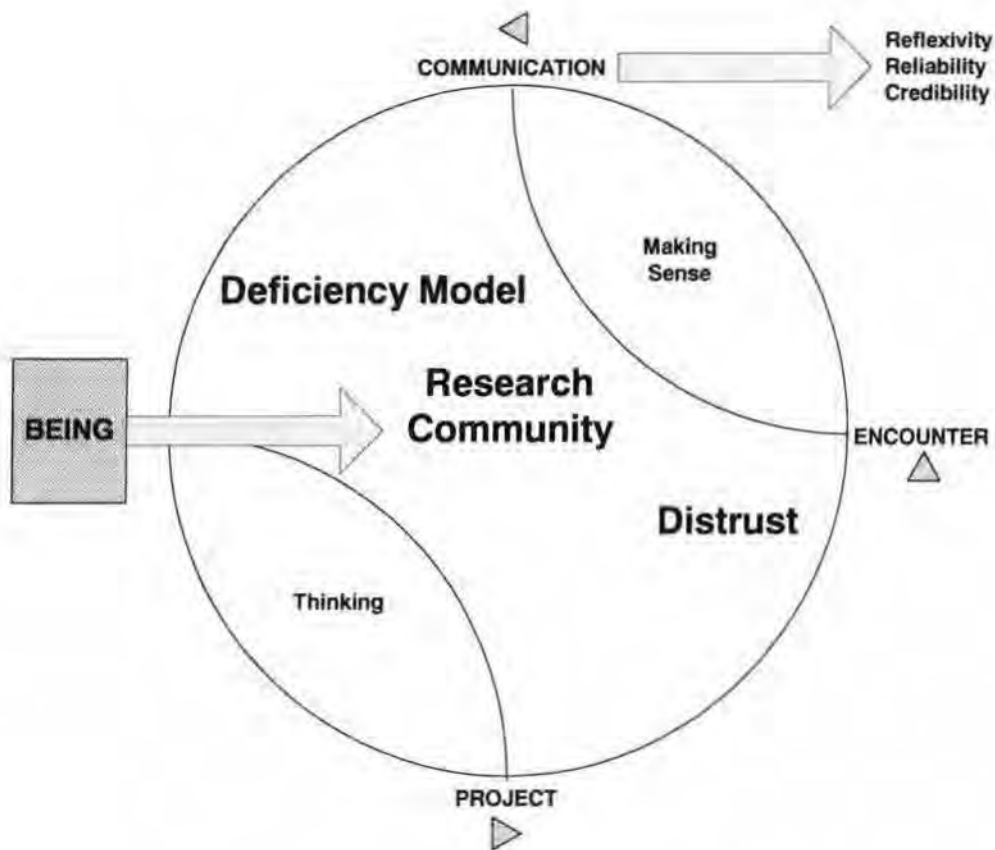 COMMUNICATION
Reflexivity
Reliability
Credibility
Making
Sense
Deficiency Model
Research
Community
BEING
ENCOUNTER
Distrust
Thinking
PROJECT